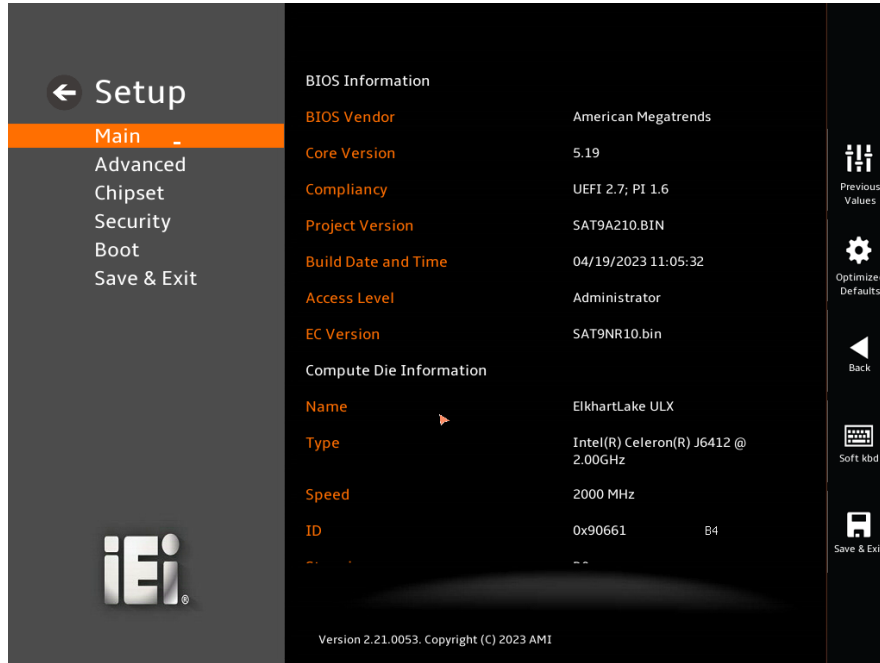 Setup
Main
Advanced
Chipset
Security
Boot
Save & Exit
iEi ®
BIOS Information
BIOS Vendor American Megatrends
Core Version 5.19
Compliancy UEFI 2.7; PI 1.6
Project Version SAT9A210.BIN
Build Date and Time 04/19/2023 11:05:32
Access Level Administrator
EC Version SAT9NR10.bin
Compute Die Information
Name ElkhartLake ULX
Type Intel(R) Celeron(R) J6412 @
2.00GHz
Speed 2000 MHz
ID 0x90661 B4
Version 2.21.0053. Copyright (C) 2023 AMI
Previous
Values
Optimize
Defaults
Back
Soft kbd
Save & Exi